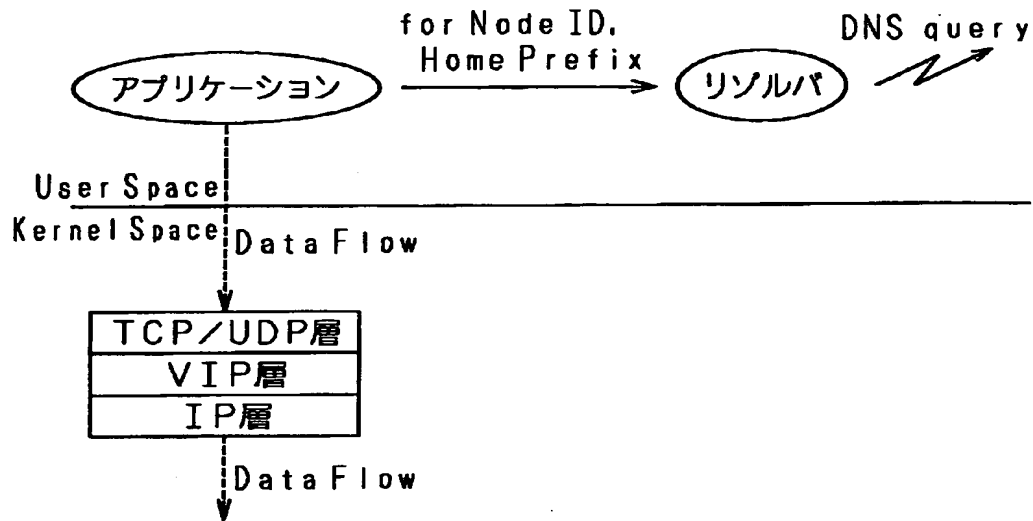 for Node ID,
Home Prefix
DNS query
アプリケーション
リゾルバ
User Space
Kernel Space
Data Flow
TCP/UDP層
VIP層
IP層
Data Flow